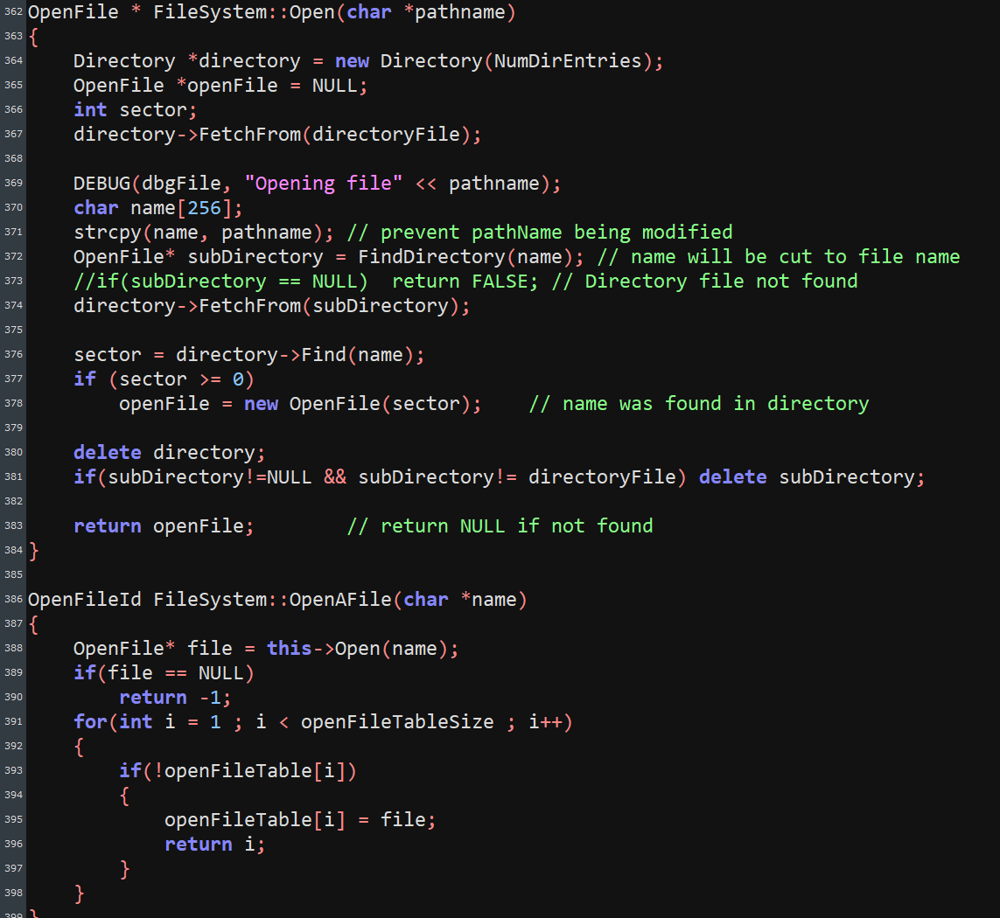 362 OpenFile * FileSystem::Open(char *pathname)
363 {
364     Directory *directory = new Directory(NumDirEntries);
365     OpenFile *openFile = NULL;
366     int sector;
367     directory->FetchFrom(directoryFile);
368
369     DEBUG(dbgFile, "Opening file" << pathname);
370     char name[256];
371     strcpy(name, pathname); // prevent pathName being modified
372     OpenFile* subDirectory = FindDirectory(name); // name will be cut to file name
373     //if(subDirectory == NULL)  return FALSE; // Directory file not found
374     directory->FetchFrom(subDirectory);
375
376     sector = directory->Find(name);
377     if (sector >= 0)
378         openFile = new OpenFile(sector);    // name was found in directory
379
380     delete directory;
381     if(subDirectory!=NULL && subDirectory!= directoryFile) delete subDirectory;
382
383     return openFile;        // return NULL if not found
384 }
385
386 OpenFileId FileSystem::OpenAFile(char *name)
387 {
388     OpenFile* file = this->Open(name);
389     if(file == NULL)
390         return -1;
391     for(int i = 1 ; i < openFileTableSize ; i++)
392     {
393         if(!openFileTable[i])
394         {
395             openFileTable[i] = file;
396             return i;
397         }
398     }
399 }